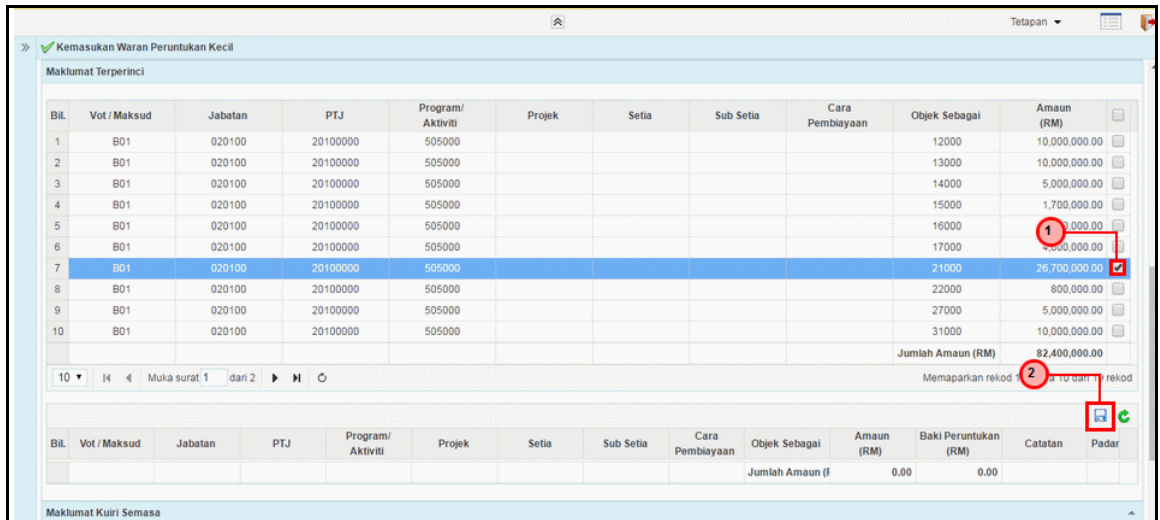 Tetapan
Kemasukan Waran Peruntukan Kecil
Maklumat Terperinci
Bil. Vot / Maksud Jabatan PTJ Program/ Aktiviti Projek Setia Sub Setia Cara Pembiayaan Objek Sebagai Amaun (RM)
1 B01 020100 20100000 505000 12000 10,000,000.00
2 B01 020100 20100000 505000 13000 10,000,000.00
3 B01 020100 20100000 505000 14000 5,000,000.00
4 B01 020100 20100000 505000 15000 1,700,000.00
5 B01 020100 20100000 505000 16000
1
6 B01 020100 20100000 505000 17000
7 B01 020100 20100000 505000 21000 26,700,000.00
8 B01 020100 20100000 505000 22000 800,000.00
9 B01 020100 20100000 505000 27000 5,000,000.00
10 B01 020100 20100000 505000 31000 10,000,000.00
Jumlah Amaun (RM) 82,400,000.00
10 Muka surat 1 dari 2 Memaparkan rekod 10 dari rekod
2
Bil. Vot / Maksud Jabatan PTJ Program/ Aktiviti Projek Setia Sub Setia Cara Pembiayaan Objek Sebagai Amaun (RM) Baki Peruntukan (RM) Catatan Padar
Jumlah Amaun (F 0.00 0.00
Maklumat Kuiri Semasa